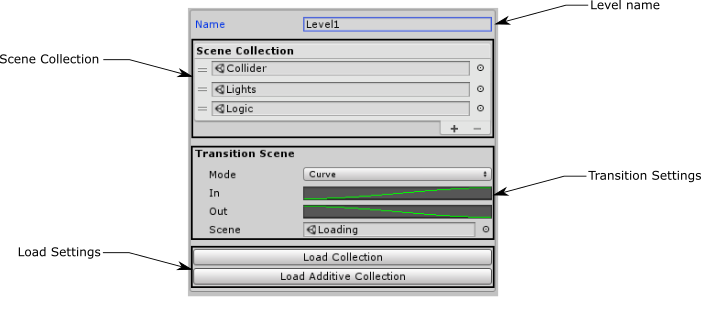 Level name
Name Level1
Scene Collection
Scene Collection
Collider
Lights
Logic
+ −
Transition Scene
Mode Curve
In
Transition Settings
Out
Scene Loading
Load Settings
Load Collection
Load Additive Collection